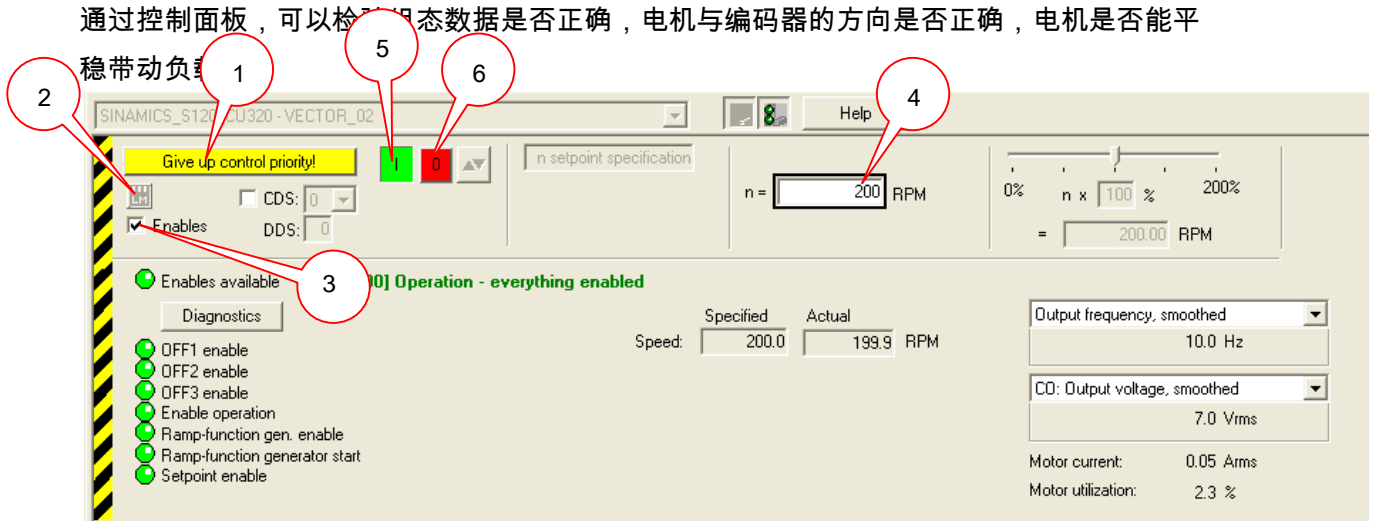 通过控制面板，可以检验组态数据是否正确，电机与编码器的方向是否正确，电机是否能平
稳带动负载
1
2
3
4
5
6
SINAMICS_S120_CU320 - VECTOR_02
Help
Give up control priority!
I
0
n setpoint specification
n =
200
RPM
0%
n x
100
%
200%
CDS:
0
Enables
DDS:
0
=
200.00
RPM
Enables available
00] Operation - everything enabled
Diagnostics
Specified
Actual
Speed:
200.0
199.9
RPM
Output frequency, smoothed
10.0 Hz
OFF1 enable
OFF2 enable
OFF3 enable
Enable operation
Ramp-function gen. enable
Ramp-function generator start
Setpoint enable
CO: Output voltage, smoothed
7.0 Vrms
Motor current:
0.05 Arms
Motor utilization:
2.3 %